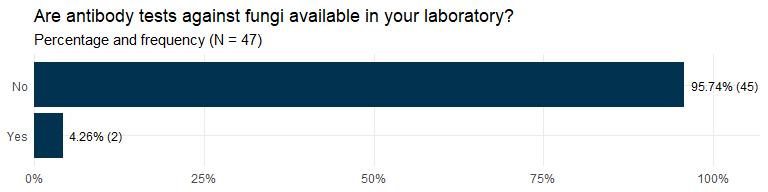 Are antibody tests against fungi available in your laboratory?
Percentage and frequency (N = 47)
No 95.74% (45)
Yes 4.26% (2)
0% 25% 50% 75% 100%